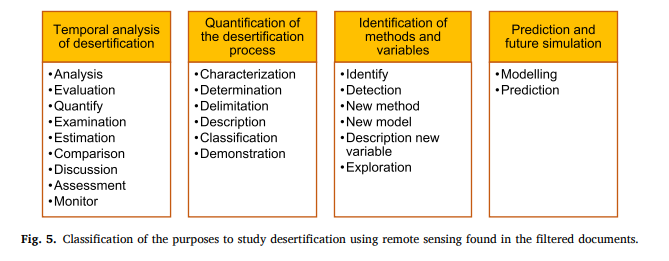 Temporal analysis
of desertification
•Analysis
•Evaluation
•Quantify
•Examination
•Estimation
•Comparison
•Discussion
•Assessment
•Monitor
Quantification of
the desertification
process
•Characterization
•Determination
•Delimitation
•Description
•Classification
•Demonstration
Identification of
methods and
variables
•Identify
•Detection
•New method
•New model
•Description new
variable
•Exploration
Prediction and
future simulation
•Modelling
•Prediction
Fig. 5. Classification of the purposes to study desertification using remote sensing found in the filtered documents.